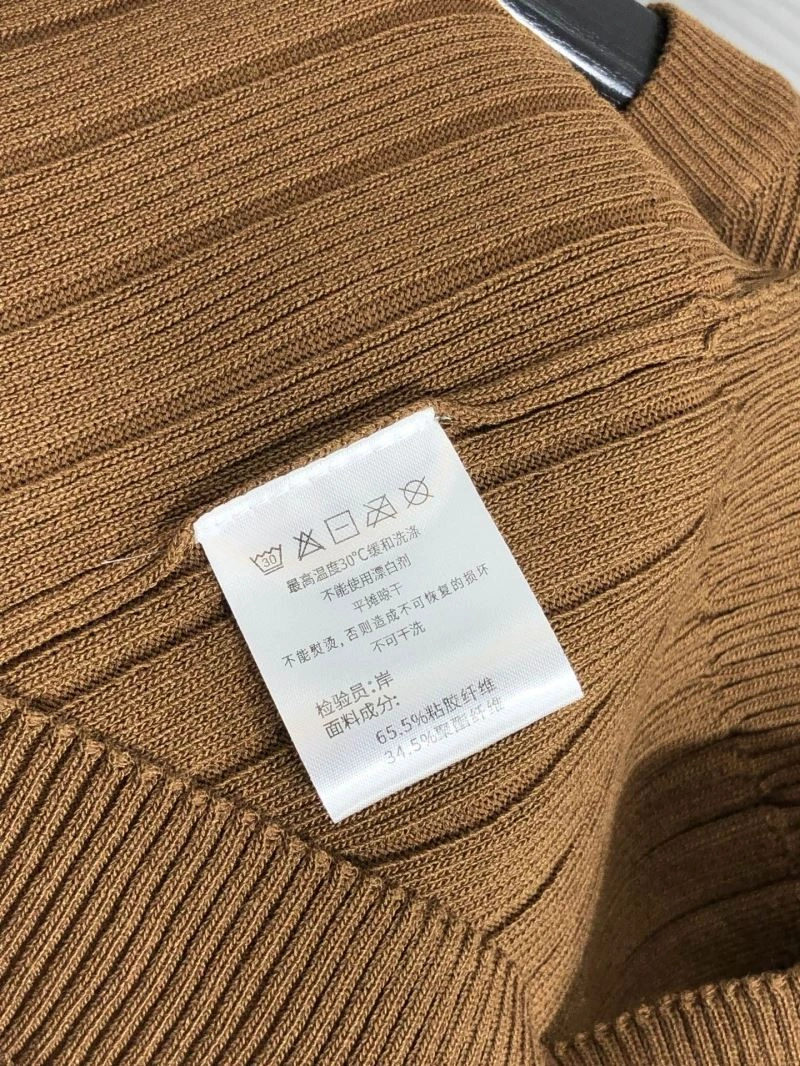 30
最高温度30℃缓和洗涤
不能使用漂白剂
平摊晾干
不能熨烫,否则造成不可恢复的损坏
不可干洗
检验员:岸
面料成分:
65.5%粘胶纤维
34.5%聚酯纤维